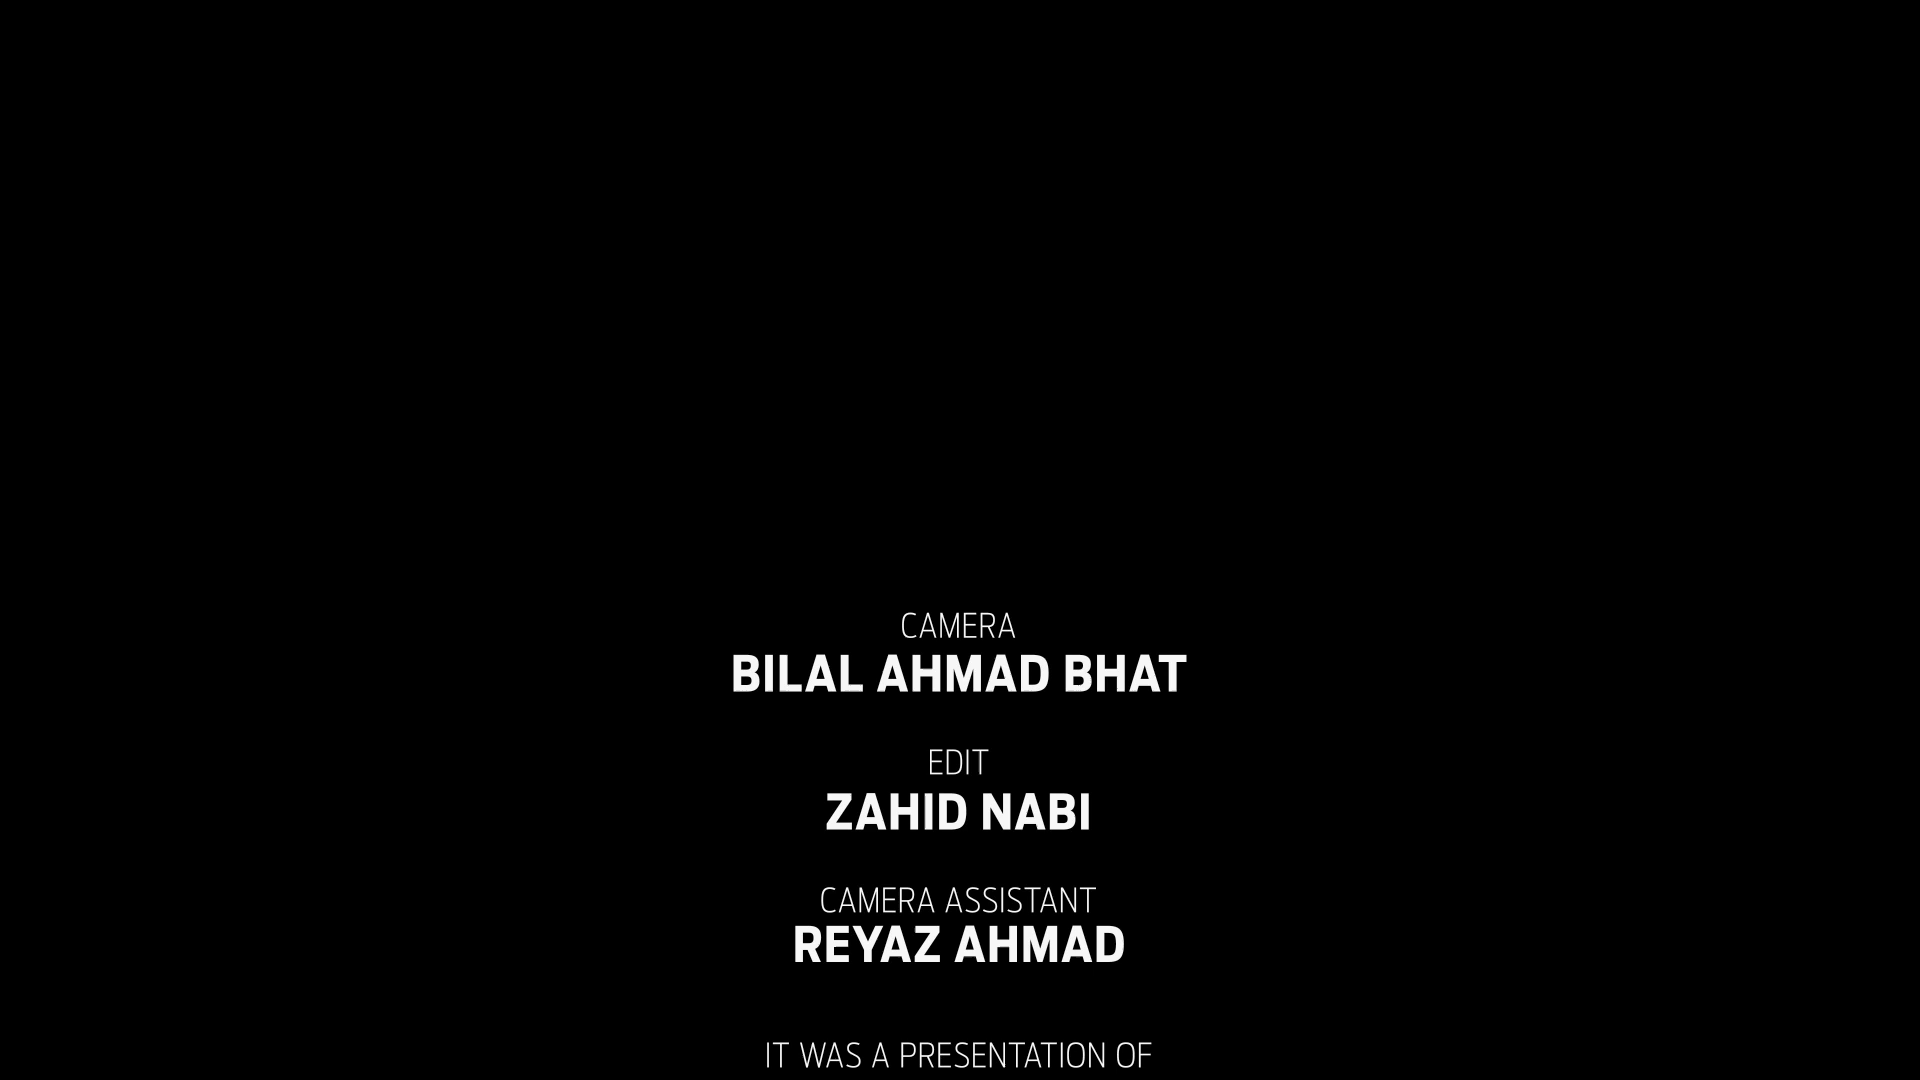 CAMERA
BILAL AHMAD BHAT
EDIT
ZAHID NABI
CAMERA ASSISTANT
REYAZ AHMAD
IT WAS A PRESENTATION OF